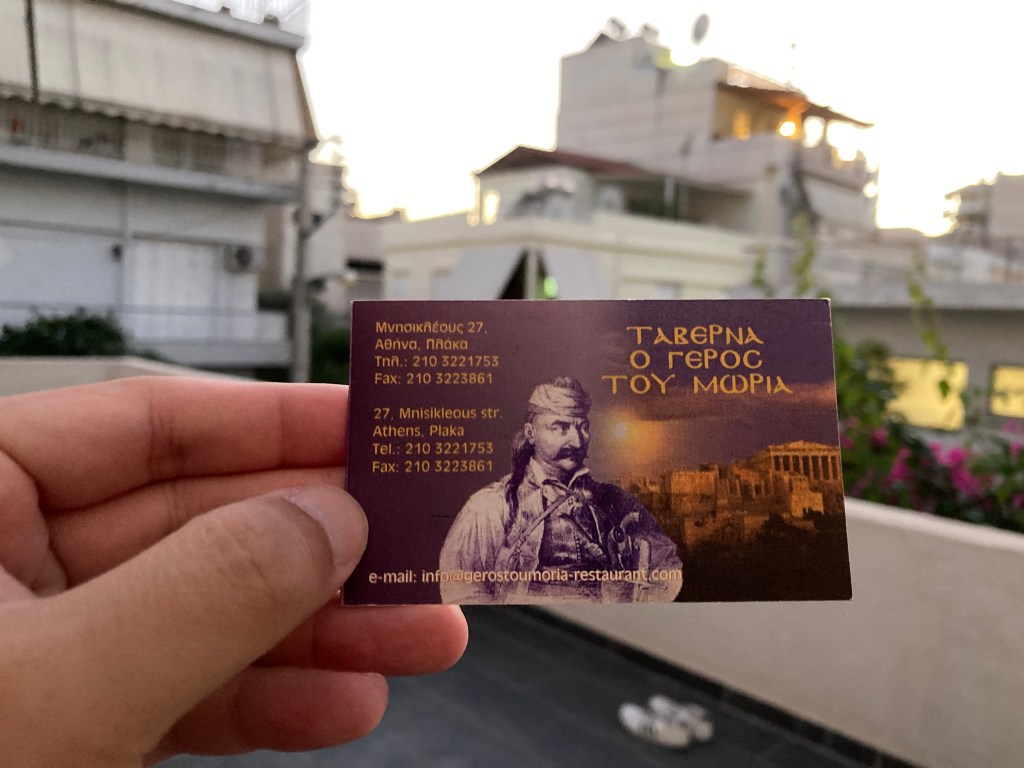 Μνησικλέους 27,
Αθήνα, Πλάκα
Τηλ.: 210 3221753
Fax: 210 3223861
27, Mnisikleous str.
Athens, Plaka
Tel.: 210 3221753
Fax: 210 3223861
e-mail: info@gerostoumoria-restaurant.com
ΤΑΒΕΡΝΑ
Ο ΓΕΡΟΣ
ΤΟΥ ΜΩΡΙΑ